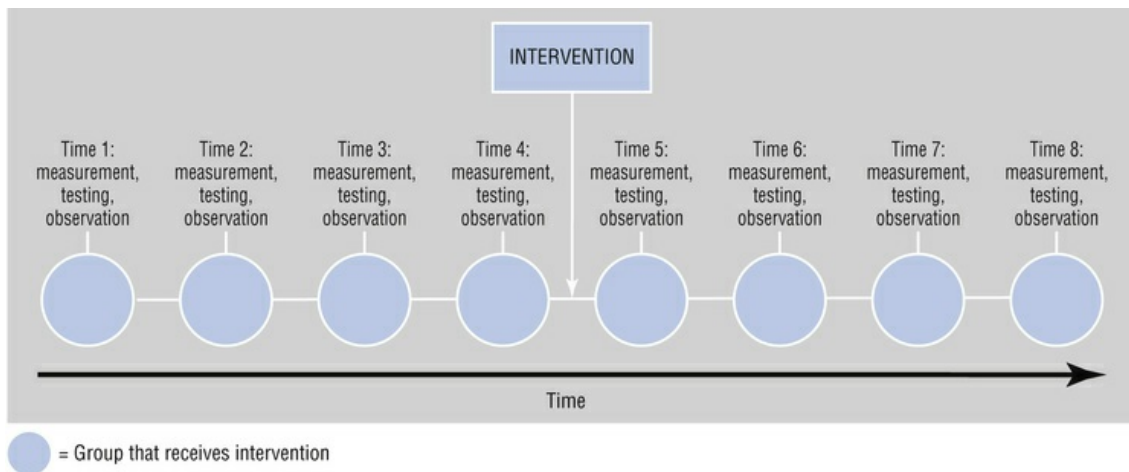 INTERVENTION
Time 1:
measurement,
testing,
observation
Time 2:
measurement,
testing,
observation
Time 3:
measurement,
testing,
observation
Time 4:
measurement,
testing,
observation
Time 5:
measurement,
testing,
observation
Time 6:
measurement,
testing,
observation
Time 7:
measurement,
testing,
observation
Time 8:
measurement,
testing,
observation
Time
= Group that receives intervention